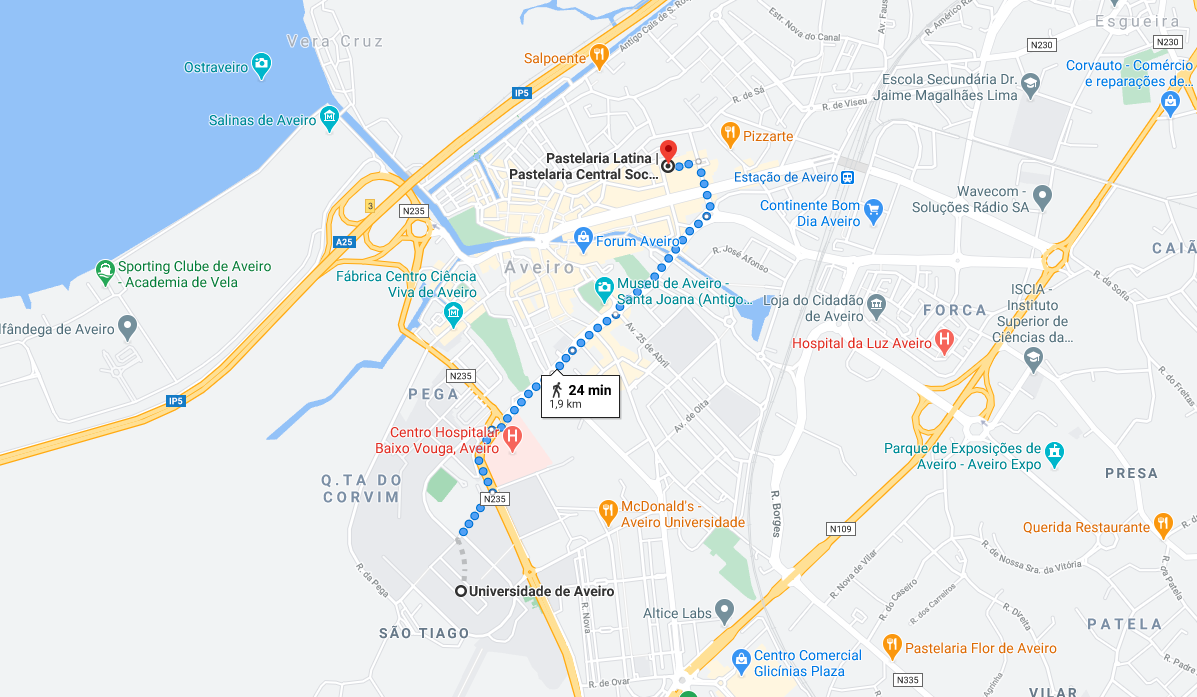 Vera Cruz
Esgueira
Estr. Nova do Canal
Antigo Cais de S.
R. Américo
Av. Faus
N230
N230
Salpoente
Ostraveiro
Corvauto - Comércio
e reparações de...
Escola Secundária Dr.
Jaime Magalhães Lima
IP5
R. de Sá
R. de Viseu
Salinas de Aveiro
Pizzarte
Pastelaria Latina |
Pastelaria Central Soc...
Estação de Aveiro
Wavecom -
Soluções Rádio SA
3
N235
Continente Bom
Dia Aveiro
A25
Forum Aveiro
R. José Afonso
CAIÃ
Sporting Clube de Aveiro
- Academia de Vela
Aveiro
Fábrica Centro Ciência
Viva de Aveiro
Museu de Aveiro -
Santa Joana (Antigo...
R. da Sofia
ISCIA -
Instituto
Superior de
Ciências da...
Loja do Cidadão
de Aveiro
FORCA
lfândega de Aveiro
Av. 25 de Abril
Hospital da Luz Aveiro
N235
R. do Freitas
PEGA
24 min
1,9 km
IP5
Av. de Oita
Centro Hospitalar
Baixo Vouga, Aveiro
Parque de Exposições de
Aveiro - Aveiro Expo
PRESA
Q.TA DO
CORVIM
N235
R. Borges
McDonald's -
Aveiro Universidade
N109
Querida Restaurante
R. de Nossa Sra. da Vitória
R. da Pega
R. Nova de Vilar
R. da Patela
R. do Caseiro
Universidade de Aveiro
R. dos Carreiros
R. Nova
Altice Labs
R. Direita
SÃO TIAGO
PATELA
Pastelaria Flor de Aveiro
Centro Comercial
Glicínias Plaza
R. Padre
N335
R. de Ovar
Agrinha
VILAR